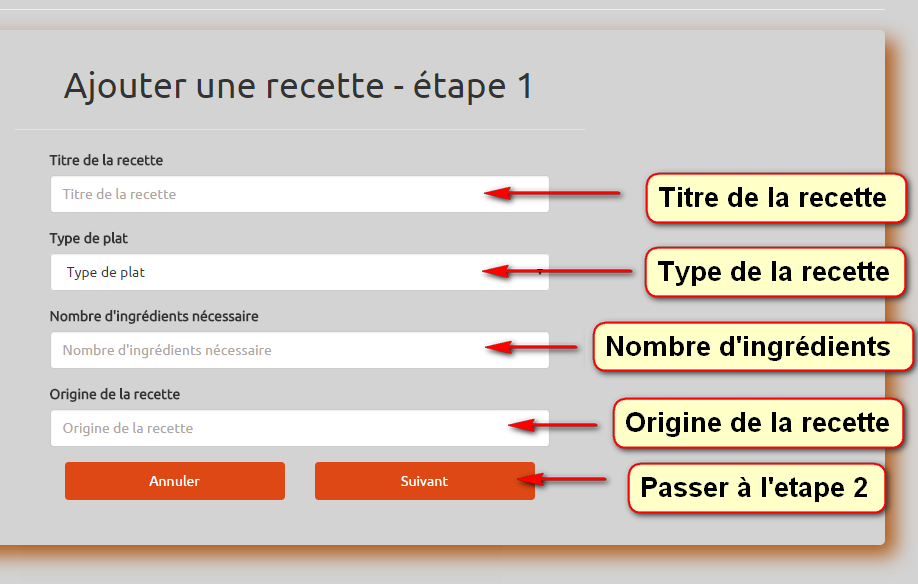 Ajouter une recette - étape 1
Titre de la recette
Titre de la recette
Titre de la recette
Type de plat
Type de plat
Type de la recette
Nombre d'ingrédients nécessaire
Nombre d'ingrédients nécessaire
Nombre d'ingrédients
Origine de la recette
Origine de la recette
Origine de la recette
Annuler
Suivant
Passer à l'etape 2